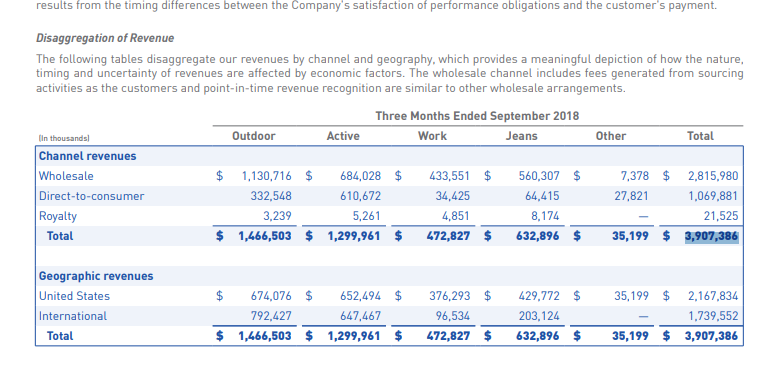 results from the timing differences between the Company's satisfaction of performance obligations and the customer's payment.
Disaggregation of Revenue
The following tables disaggregate our revenues by channel and geography, which provides a meaningful depiction of how the nature,
timing and uncertainty of revenues are affected by economic factors. The wholesale channel includes fees generated from sourcing
activities as the customers and point-in-time revenue recognition are similar to other wholesale arrangements.
Three Months Ended September 2018
(In thousands) Outdoor Active Work Jeans Other Total
Channel revenues
Wholesale $ 1,130,716 $ 684,028 $ 433,551 $ 560,307 $ 7,378 $ 2,815,980
Direct-to-consumer 332,548 610,672 34,425 64,415 27,821 1,069,881
Royalty 3,239 5,261 4,851 8,174 — 21,525
Total $ 1,466,503 $ 1,299,961 $ 472,827 $ 632,896 $ 35,199 $ 3,907,386
Geographic revenues
United States $ 674,076 $ 652,494 $ 376,293 $ 429,772 $ 35,199 $ 2,167,834
International 792,427 647,467 96,534 203,124 — 1,739,552
Total $ 1,466,503 $ 1,299,961 $ 472,827 $ 632,896 $ 35,199 $ 3,907,386